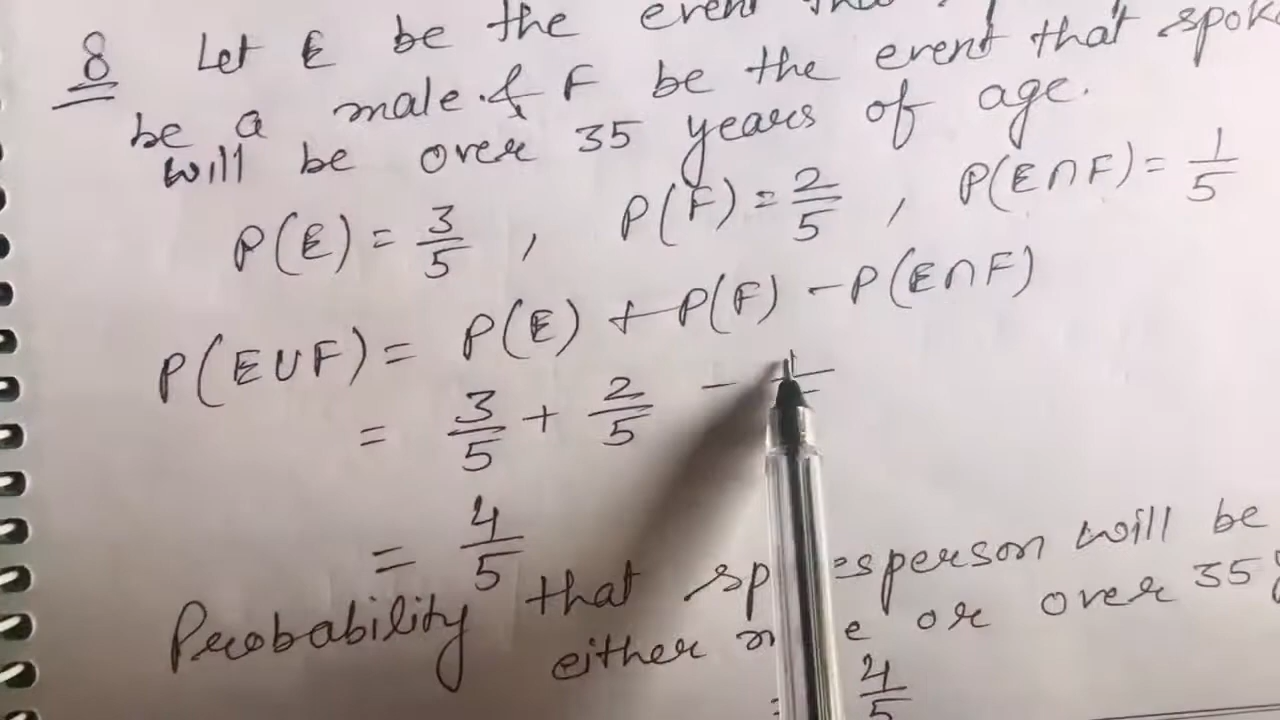 8 Let E be the event that
be a male & F be the event that spok
will be over 35 years of age.
P(E) = 3/5 , P(F) = 2/5 , P(E∩F) = 1/5
P(E∪F) = P(E) + P(F) - P(E∩F)
= 3/5 + 2/5 -
= 4/5
Probability that sp esperson will be
either m e or over 35
= 4/5